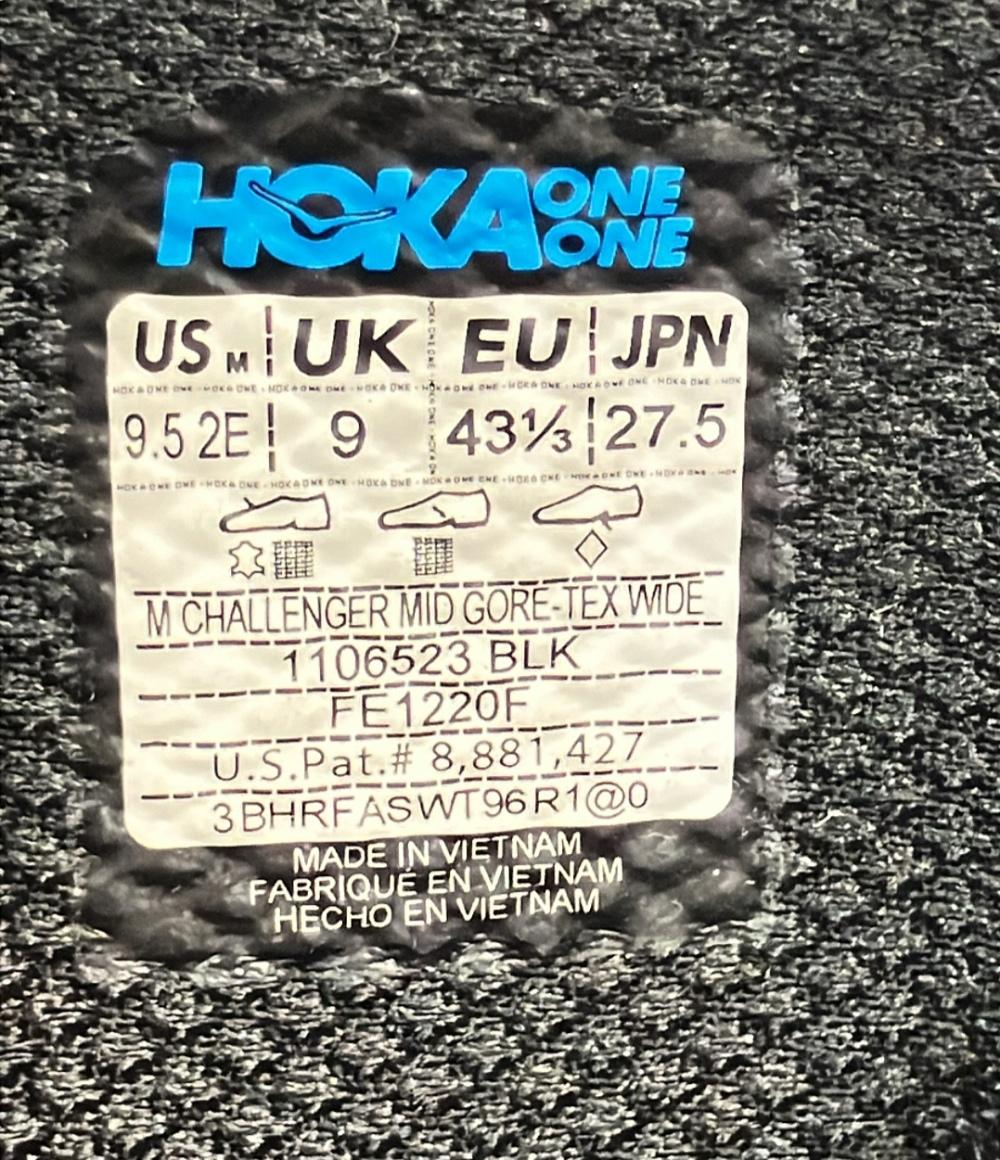 HOKA ONE ONE
US M UK EU JPN
9.5 2E 9 43⅓ 27.5
M CHALLENGER MID GORE-TEX WIDE
1106523 BLK
FE1220F
U.S.Pat.# 8,881,427
3BHRFASWT96R1@0
MADE IN VIETNAM
FABRIQUÉ EN VIETNAM
HECHO EN VIETNAM